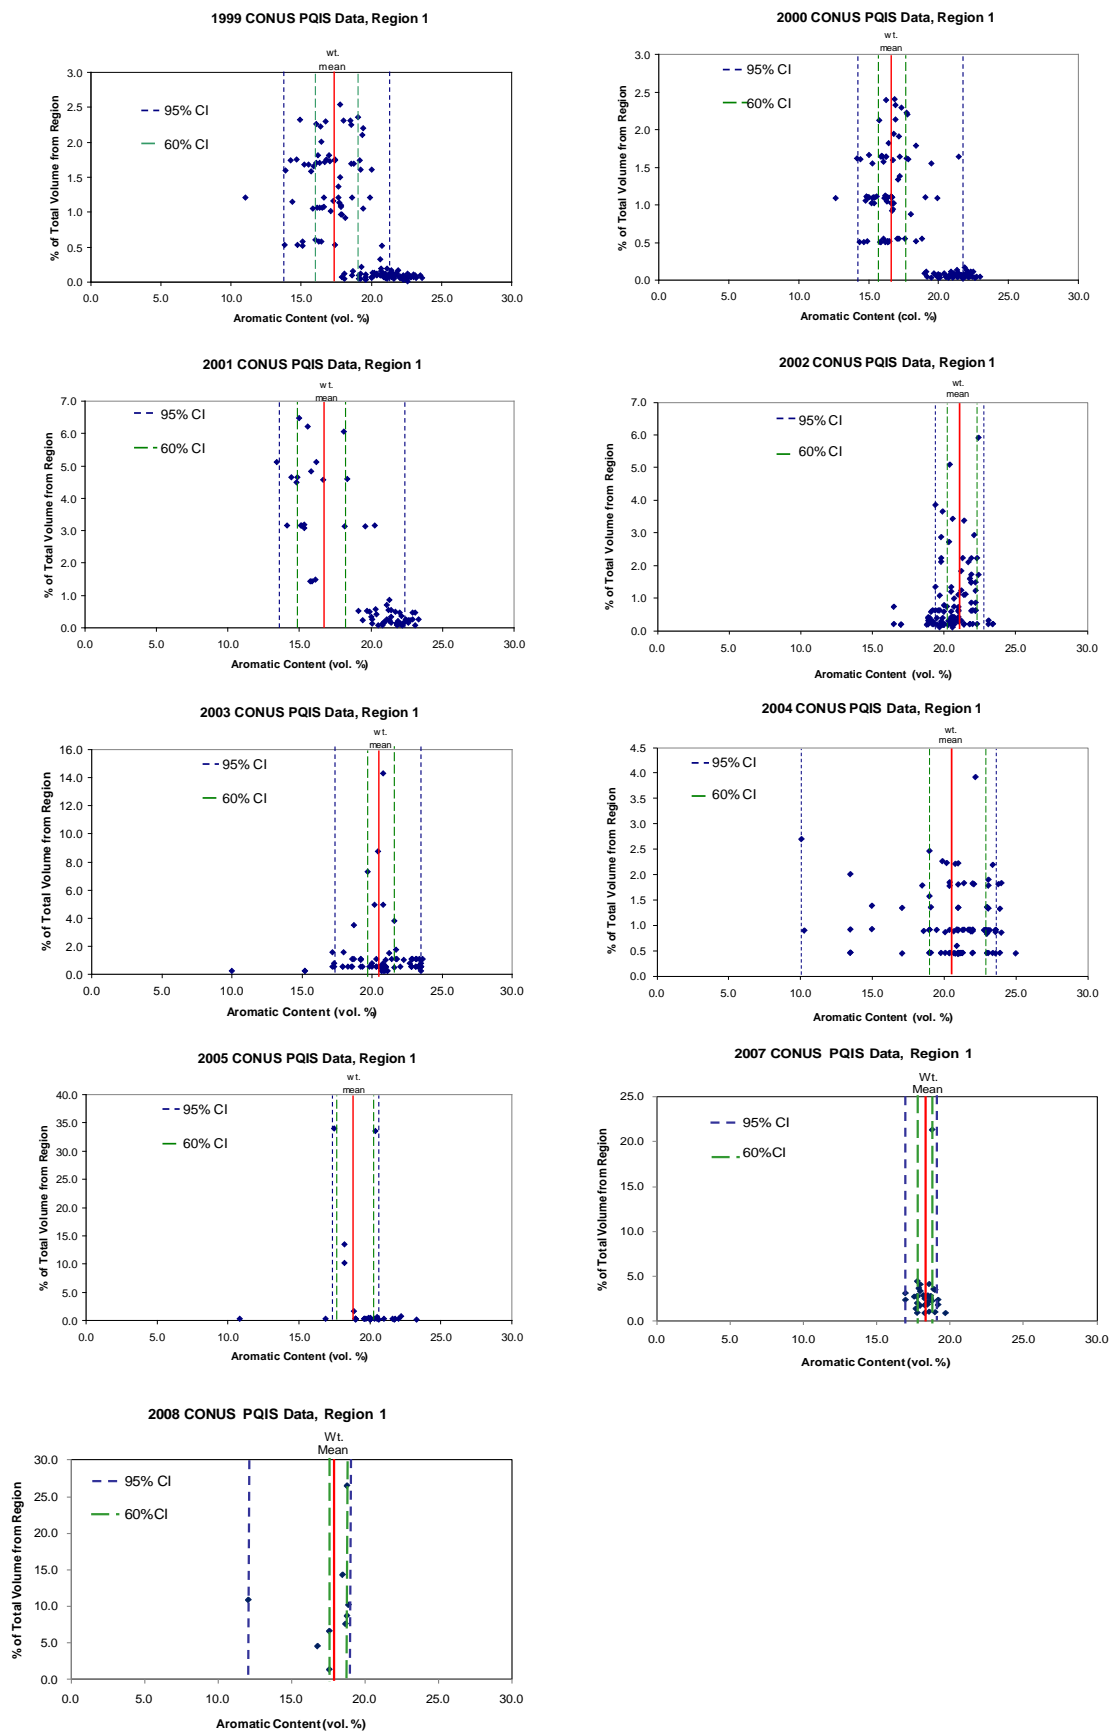 1999 CONUS PQIS Data, Region 1
wt.
mean
3.0
2.5
2.0
1.5
1.0
0.5
0.0
% of Total Volume from Region
95% CI
60% CI
0.0 5.0 10.0 15.0 20.0 25.0 30.0
Aromatic Content (vol. %)
2000 CONUS PQIS Data, Region 1
wt.
mean
3.0
2.5
2.0
1.5
1.0
0.5
0.0
% of Total Volume from Region
95% CI
60% CI
0.0 5.0 10.0 15.0 20.0 25.0 30.0
Aromatic Content (col. %)
2001 CONUS PQIS Data, Region 1
wt.
mean
7.0
6.0
5.0
4.0
3.0
2.0
1.0
0.0
% of Total Volume from Region
95% CI
60% CI
0.0 5.0 10.0 15.0 20.0 25.0 30.0
Aromatic Content (vol. %)
2002 CONUS PQIS Data, Region 1
wt.
mean
7.0
6.0
5.0
4.0
3.0
2.0
1.0
0.0
% of Total Volume from Region
95% CI
60% CI
0.0 5.0 10.0 15.0 20.0 25.0 30.0
Aromatic Content (vol. %)
2003 CONUS PQIS Data, Region 1
wt.
mean
16.0
14.0
12.0
10.0
8.0
6.0
4.0
2.0
0.0
% of Total Volume from Region
95% CI
60% CI
0.0 5.0 10.0 15.0 20.0 25.0 30.0
Aromatic Content (vol. %)
2004 CONUS PQIS Data, Region 1
wt.
mean
4.5
4.0
3.5
3.0
2.5
2.0
1.5
1.0
0.5
0.0
% of Total Volume from Region
95% CI
60% CI
0.0 5.0 10.0 15.0 20.0 25.0 30.0
Aromatic Content (vol. %)
2005 CONUS PQIS Data, Region 1
wt.
mean
40.0
35.0
30.0
25.0
20.0
15.0
10.0
5.0
0.0
% of Total Volume from Region
95% CI
60% CI
0.0 5.0 10.0 15.0 20.0 25.0 30.0
Aromatic Content (vol. %)
2007 CONUS PQIS Data, Region 1
Wt.
Mean
25.0
20.0
15.0
10.0
5.0
0.0
% of Total Volume from Region
95% CI
60%CI
0.0 5.0 10.0 15.0 20.0 25.0 30.0
Aromatic Content (vol. %)
2008 CONUS PQIS Data, Region 1
Wt.
Mean
30.0
25.0
20.0
15.0
10.0
5.0
0.0
% of Total Volume from Region
95% CI
60%CI
0.0 5.0 10.0 15.0 20.0 25.0 30.0
Aromatic Content (vol. %)